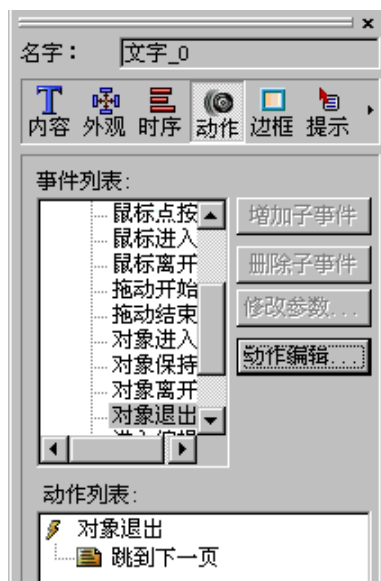 名字： 文字_0
内容 外观 时序 动作 边框 提示
事件列表:
鼠标点按
鼠标进入
鼠标离开
拖动开始
拖动结束
对象进入
对象保持
对象离开
对象退出
增加子事件
删除子事件
修改参数...
动作编辑...
动作列表:
对象退出
跳到下一页